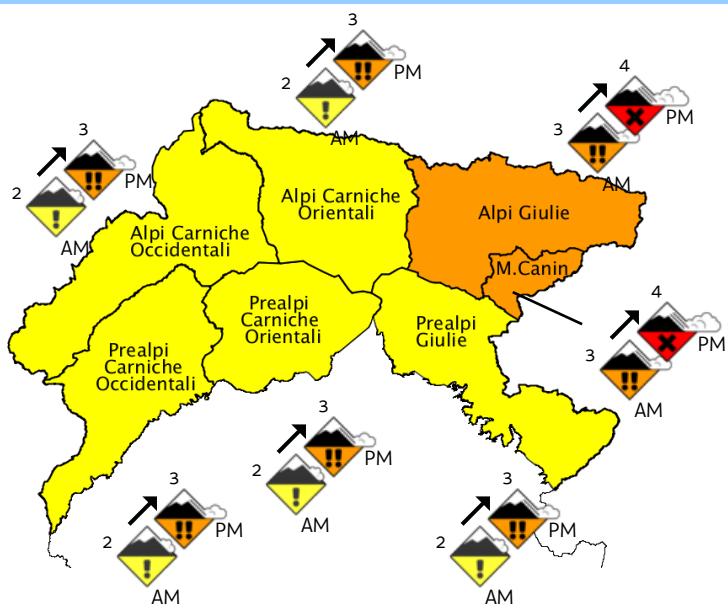 3
2
PM
AM
4
3
PM
AM
3
2
PM
AM
Alpi Carniche
Orientali
Alpi Giulie
Alpi Carniche
Occidentali
M.Canin
Prealpi
Carniche
Orientali
Prealpi
Giulie
Prealpi
Carniche
Occidentali
4
3
PM
AM
3
2
PM
AM
3
2
PM
AM
3
2
PM
AM